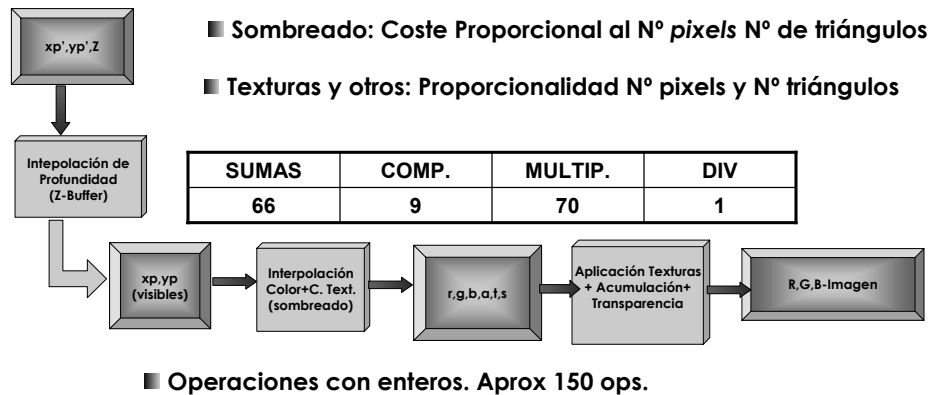 xp',yp',Z
Sombreado: Coste Proporcional al Nº pixels Nº de triángulos
Texturas y otros: Proporcionalidad Nº pixels y Nº triángulos
Intepolación de
Profundidad
(Z-Buffer)
SUMAS COMP. MULTIP. DIV
66 9 70 1
xp,yp
(visibles)
Interpolación
Color+C. Text.
(sombreado)
r,g,b,a,t,s
Aplicación Texturas
+ Acumulación+
Transparencia
R,G,B-Imagen
Operaciones con enteros. Aprox 150 ops.